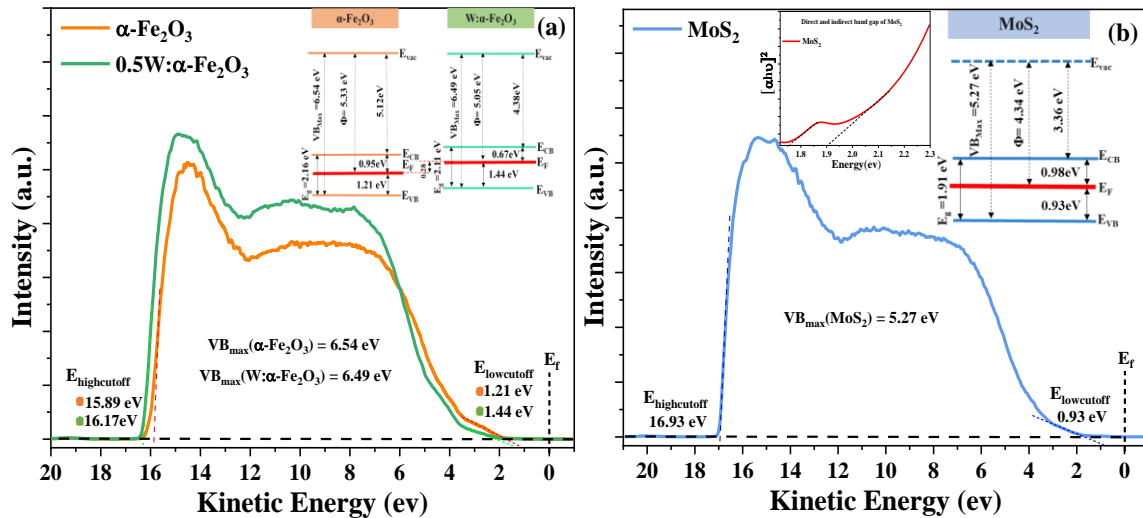 (a)
α-Fe₂O₃
0.5W:α-Fe₂O₃
α-Fe₂O₃
W:α-Fe₂O₃
Evac
Evac
VBMax =6.54 eV
Φ= 5.33 eV
5.12eV
VBMax =6.49 eV
Φ= 5.05 eV
4.38eV
ECB
EF
EVB
ECB
EF
EVB
Eg =2.16 eV
0.95eV
1.21 eV
0.28
Eg =2.11 eV
0.67eV
1.44 eV
VBmax(α-Fe₂O₃) = 6.54 eV
VBmax(W:α-Fe₂O₃) = 6.49 eV
Ehighcutoff
15.89 eV
16.17eV
Elowcutoff
1.21 eV
1.44 eV
Ef
Intensity (a.u.)
20 18 16 14 12 10 8 6 4 2 0
Kinetic Energy (ev)
(b)
MoS₂
Direct and indirect band gap of MoS₂
MoS₂
[αhυ]²
1.8 1.9 2.0 2.1 2.2 2.3
Energy(ev)
MoS₂
Evac
VBMax =5.27 eV
Φ= 4.34 eV
3.36 eV
ECB
EF
EVB
Eg =1.91 eV
0.98eV
0.93eV
VBmax(MoS₂) = 5.27 eV
Ehighcutoff
16.93 eV
Elowcutoff
0.93 eV
Ef
Intensity (a.u.)
20 18 16 14 12 10 8 6 4 2 0
Kinetic Energy (ev)